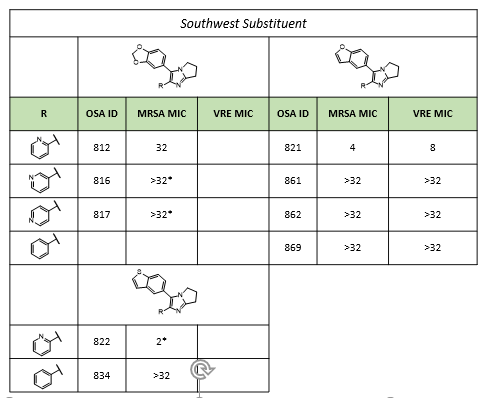 Southwest Substituent
O O N N R
O N N R
R OSA ID MRSA MIC VRE MIC OSA ID MRSA MIC VRE MIC
N 812 32 821 4 8
N 816 >32* 861 >32 >32
N 817 >32* 862 >32 >32
869 >32 >32
S N N R
N 822 2*
834 >32